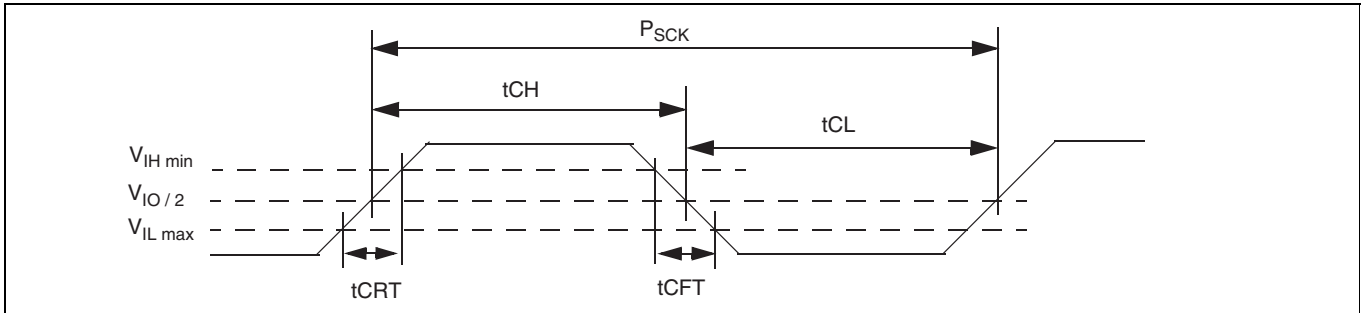 PSCK
tCH
tCL
VIH min
VIO / 2
VIL max
tCRT
tCFT